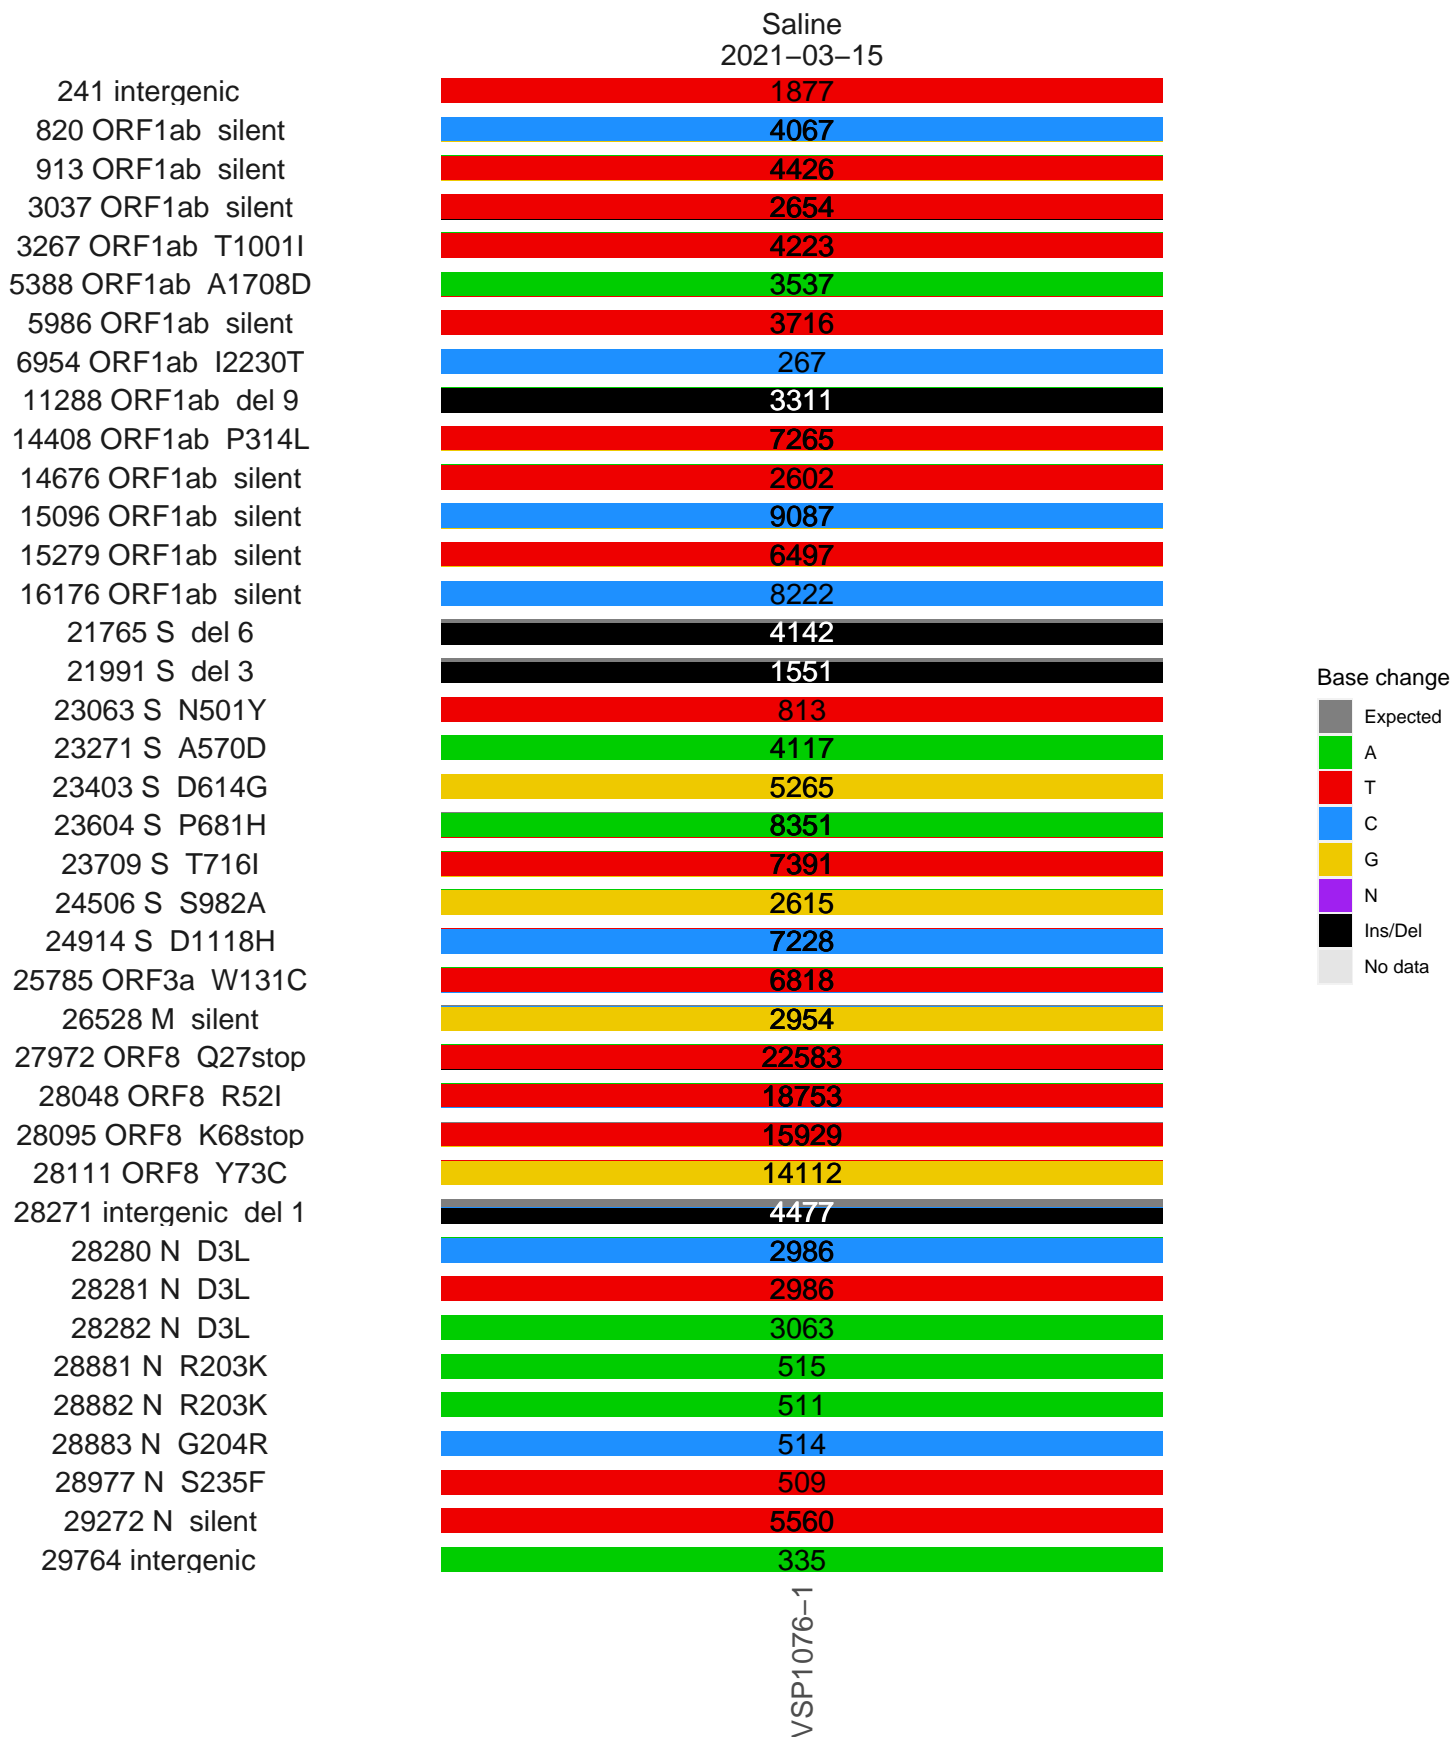 Saline
2021−03−15
241 intergenic 1877
820 ORF1ab silent 4067
913 ORF1ab silent 4426
3037 ORF1ab silent 2654
3267 ORF1ab T1001I 4223
5388 ORF1ab A1708D 3537
5986 ORF1ab silent 3716
6954 ORF1ab I2230T 267
11288 ORF1ab del 9 3311
14408 ORF1ab P314L 7265
14676 ORF1ab silent 2602
15096 ORF1ab silent 9087
15279 ORF1ab silent 6497
16176 ORF1ab silent 8222
21765 S del 6 4142
21991 S del 3 1551
23063 S N501Y 813
23271 S A570D 4117
23403 S D614G 5265
23604 S P681H 8351
23709 S T716I 7391
24506 S S982A 2615
24914 S D1118H 7228
25785 ORF3a W131C 6818
26528 M silent 2954
27972 ORF8 Q27stop 22583
28048 ORF8 R52I 18753
28095 ORF8 K68stop 15929
28111 ORF8 Y73C 14112
28271 intergenic del 1 4477
28280 N D3L 2986
28281 N D3L 2986
28282 N D3L 3063
28881 N R203K 515
28882 N R203K 511
28883 N G204R 514
28977 N S235F 509
29272 N silent 5560
29764 intergenic 335
VSP1076−1
Base change
Expected
A
T
C
G
N
Ins/Del
No data